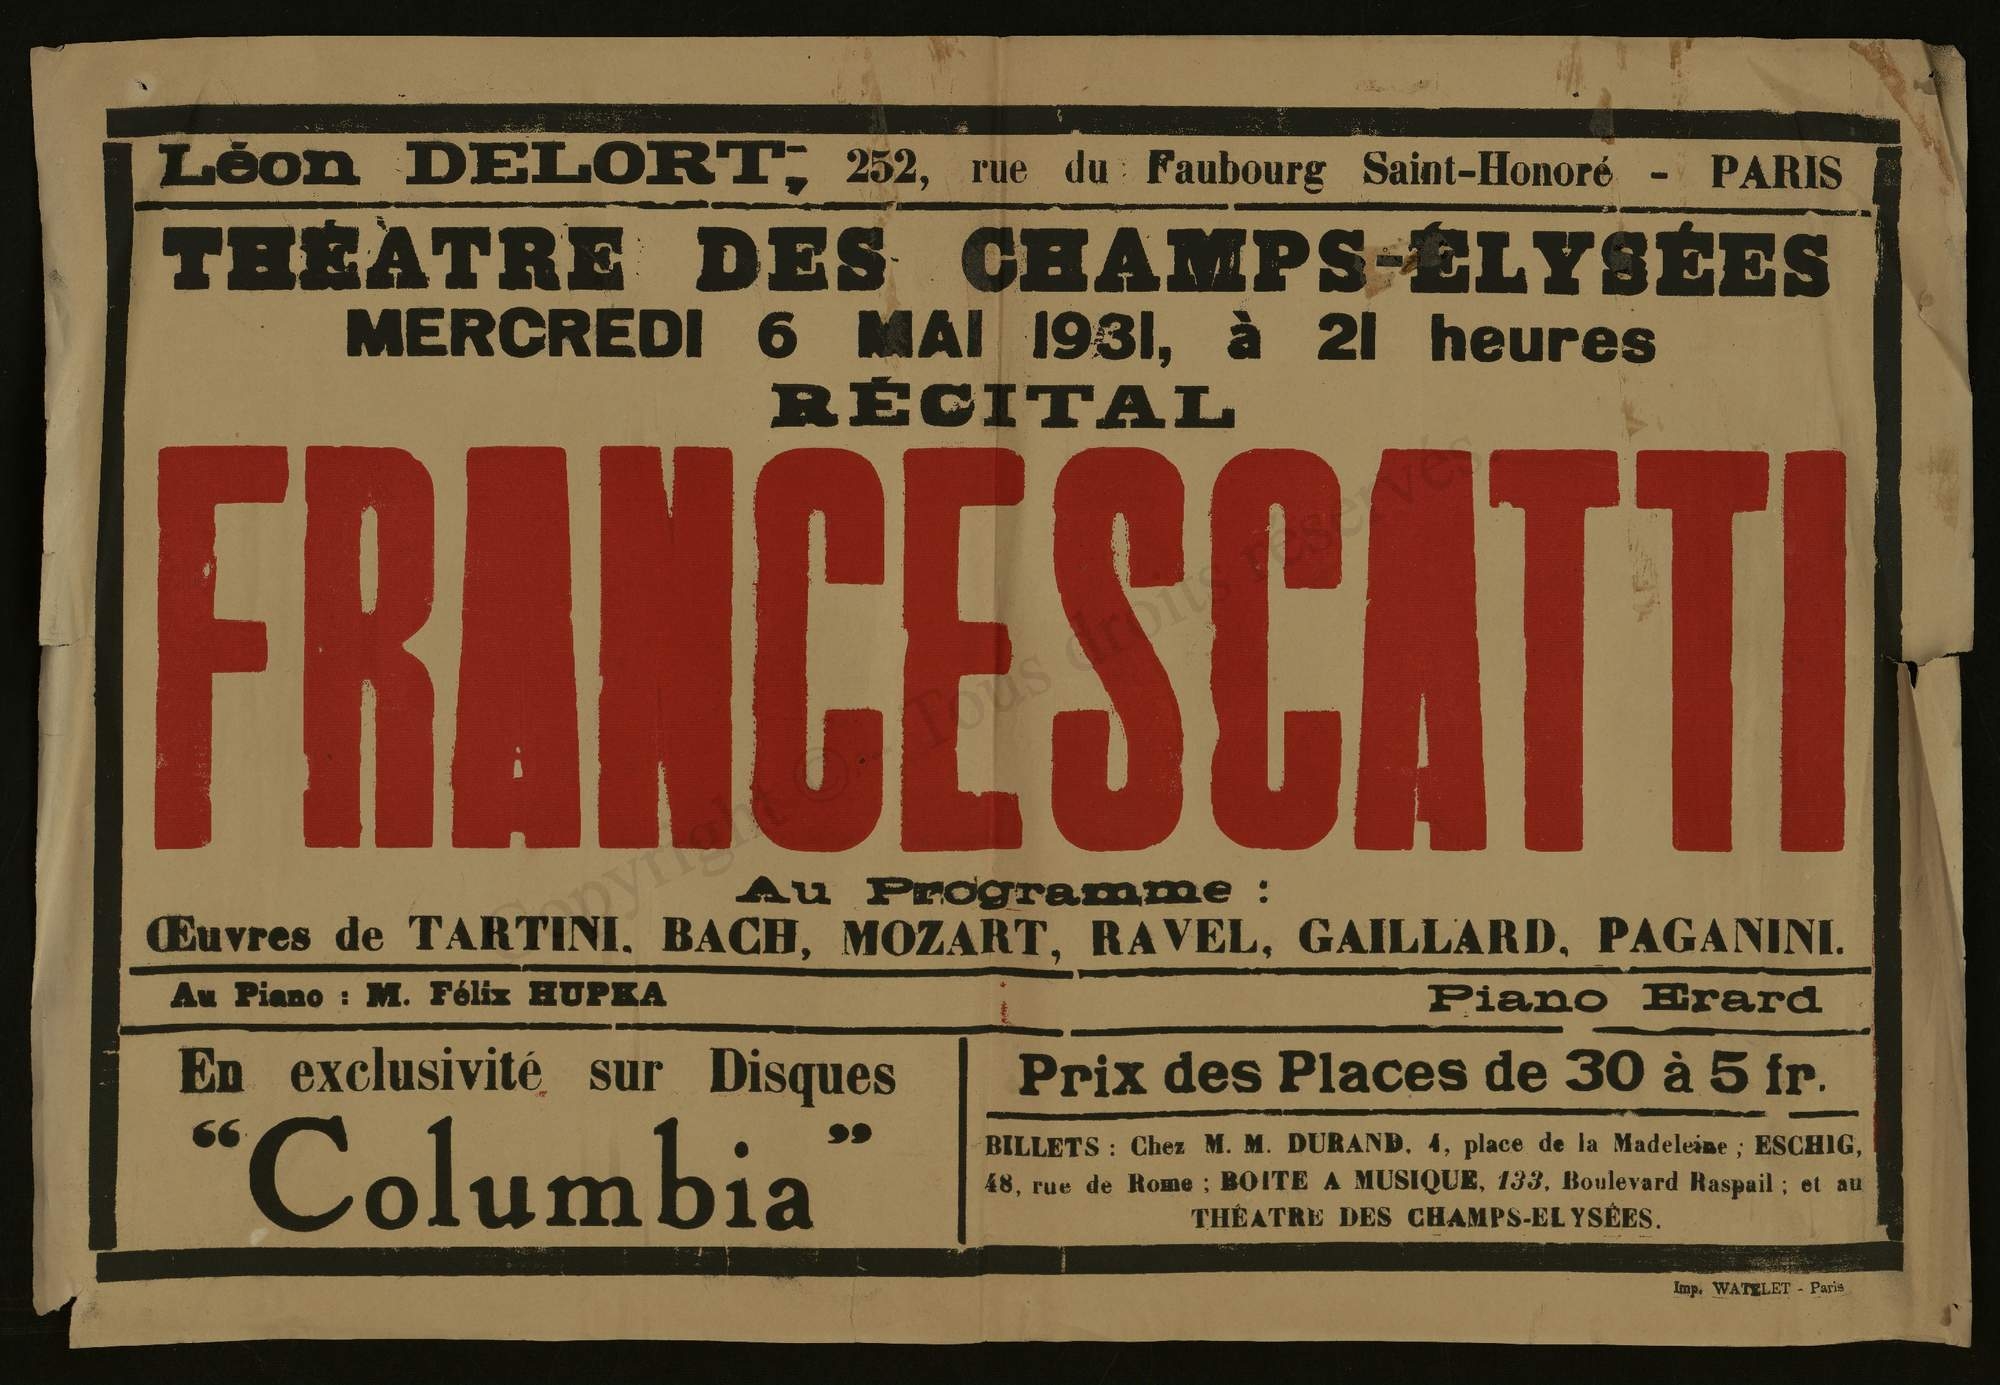 Léon DELORT, 252, rue du Faubourg Saint-Honoré - PARIS
THÉATRE DES CHAMPS-ÉLYSÉES
MERCREDI 6 MAI 1931, à 21 heures
RÉCITAL
FRANCESCATTI
Au Programme :
Œuvres de TARTINI, BACH, MOZART, RAVEL, GAILLARD, PAGANINI.
Au Piano : M. Félix HUPKA
Piano Erard
En exclusivité sur Disques
“Columbia”
Prix des Places de 30 à 5 fr.
BILLETS : Chez M. M. DURAND, 4, place de la Madeleine ; ESCHIG,
48, rue de Rome ; BOITE A MUSIQUE, 133, Boulevard Raspail ; et au
THÉATRE DES CHAMPS-ELYSÉES.
Imp. WATELET - Paris
Copyright © - Tous droits réservés